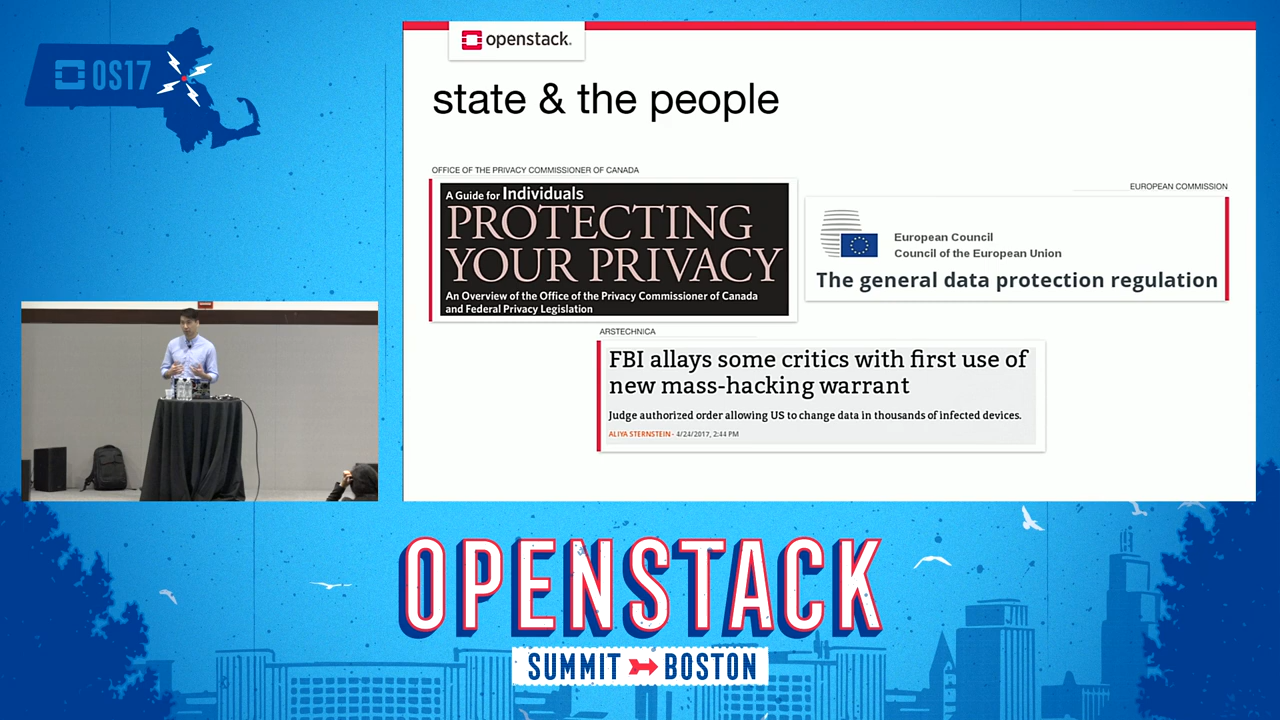 OS17
openstack.
state & the people
OFFICE OF THE PRIVACY COMMISSIONER OF CANADA
A Guide for Individuals
PROTECTING
YOUR PRIVACY
An Overview of the Office of the Privacy Commissioner of Canada
and Federal Privacy Legislation
EUROPEAN COMMISSION
European Council
Council of the European Union
The general data protection regulation
ARSTECHNICA
FBI allays some critics with first use of
new mass-hacking warrant
Judge authorized order allowing US to change data in thousands of infected devices.
ALIYA STERNSTEIN - 4/24/2017, 2:44 PM
OPENSTACK
SUMMIT BOSTON